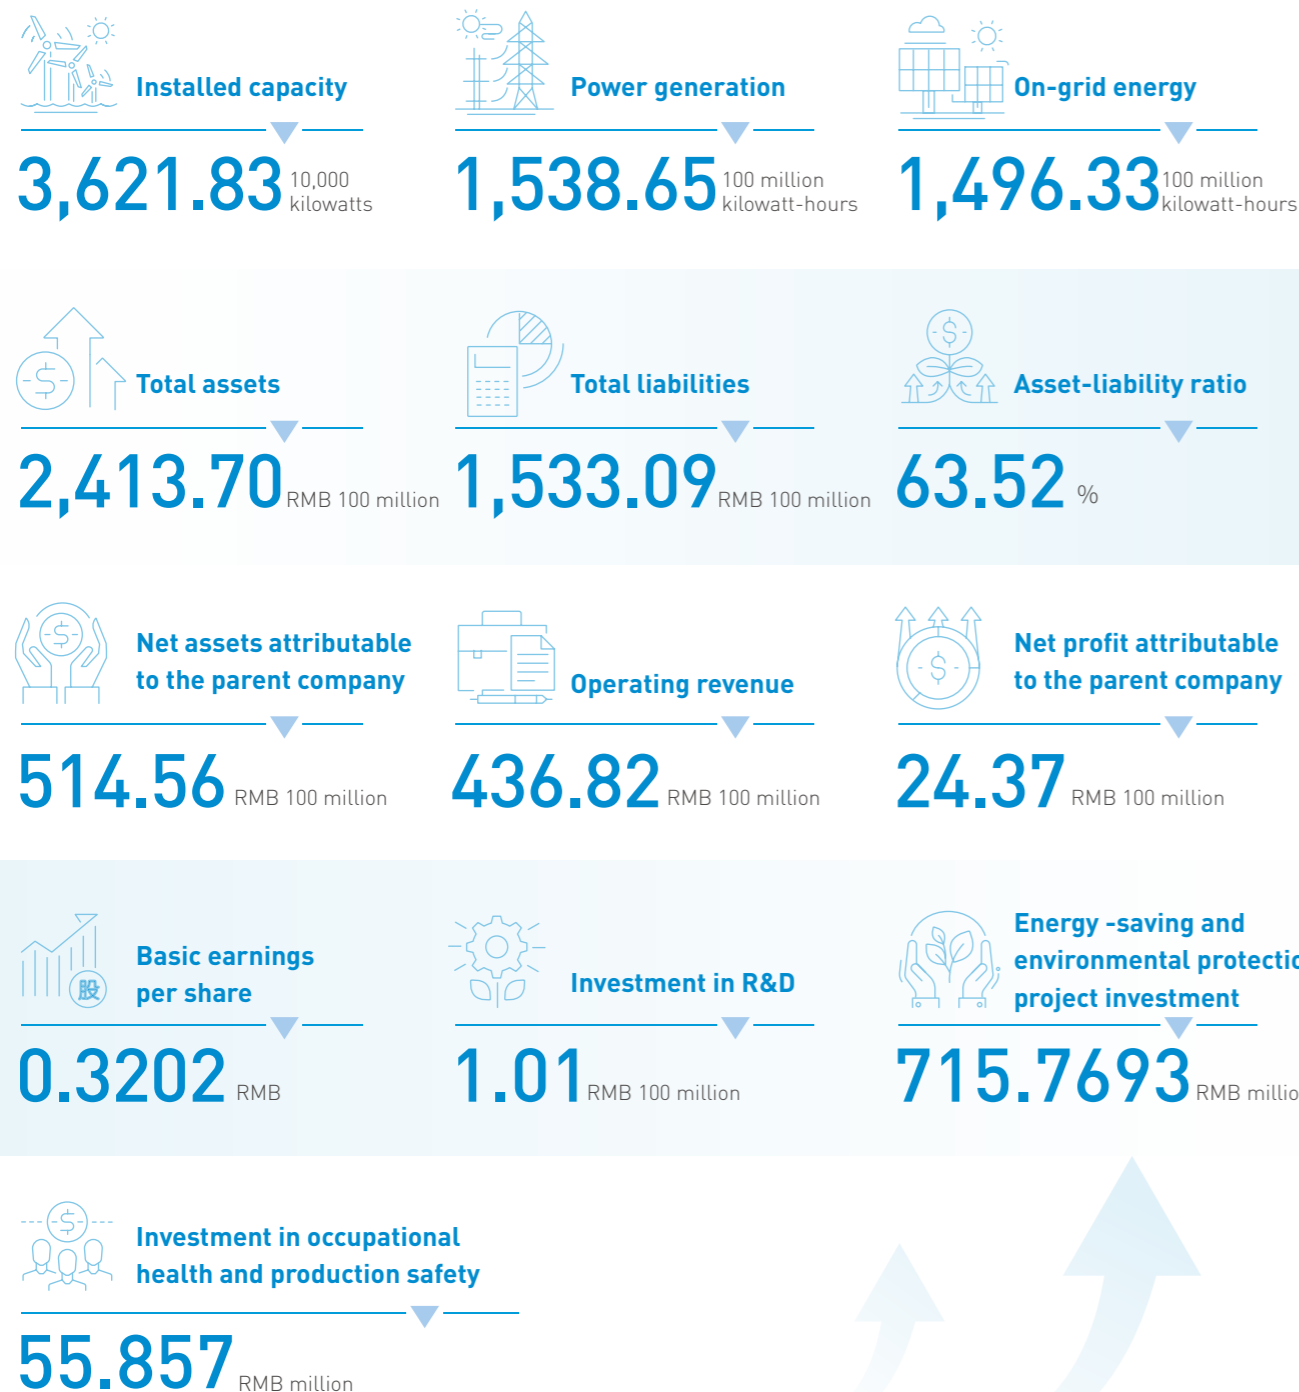 Installed capacity
3,621.83 10,000
kilowatts
Power generation
1,538.65 100 million
kilowatt-hours
On-grid energy
1,496.33 100 million
kilowatt-hours
Total assets
2,413.70 RMB 100 million
Total liabilities
1,533.09 RMB 100 million
Asset-liability ratio
63.52 %
Net assets attributable
to the parent company
514.56 RMB 100 million
Operating revenue
436.82 RMB 100 million
Net profit attributable
to the parent company
24.37 RMB 100 million
股
Basic earnings
per share
0.3202 RMB
Investment in R&D
1.01 RMB 100 million
Energy -saving and
environmental protectio
project investment
715.7693 RMB millio
Investment in occupational
health and production safety
55.857 RMB million